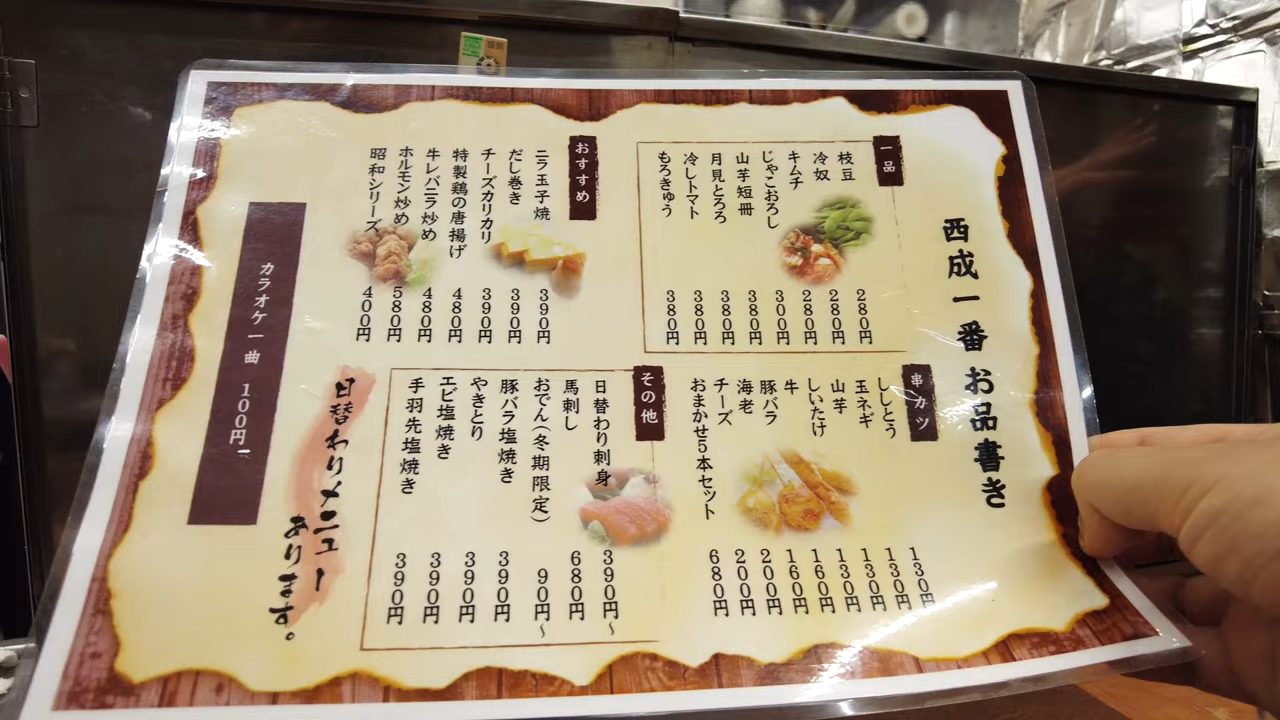 西成一番 お品書き
一品
枝豆 280円
冷奴 280円
キムチ 280円
じゃこおろし 300円
山芋短冊 380円
月見とろろ 380円
冷しトマト 380円
もろきゅう 380円
おすすめ
ニラ玉子焼 390円
だし巻き 390円
チーズカリカリ 390円
特製鶏の唐揚げ 480円
牛レバニラ炒め 480円
ホルモン炒め 580円
昭和シリーズ 400円
串カツ
ししとう 130円
玉ネギ 130円
山芋 130円
しいたけ 130円
牛 160円
豚バラ 160円
海老 200円
チーズ 200円
おまかせ5本セット 680円
その他
日替わり刺身 390円~
馬刺し 680円
おでん(冬期限定) 90円~
豚バラ塩焼き 390円
やきとり 390円
エビ塩焼き 390円
手羽先塩焼き 390円
日替わりメニュー
あります。
カラオケ一曲 100円